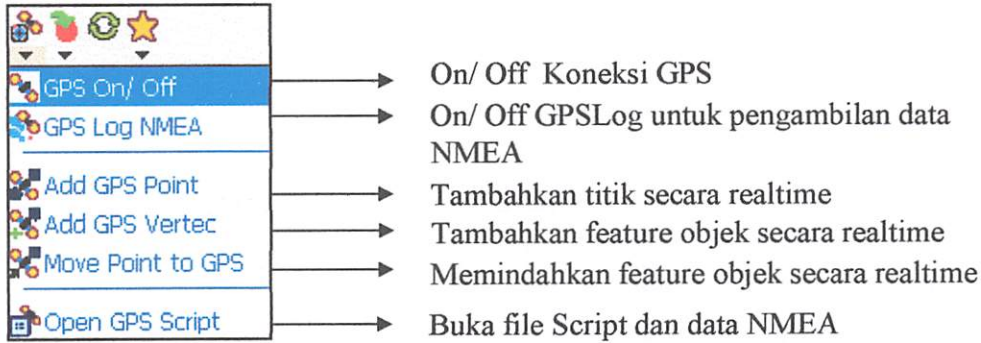 GPS On/ Off
On/ Off Koneksi GPS
GPS Log NMEA
On/ Off GPSLog untuk pengambilan data
NMEA
Add GPS Point
Tambahkan titik secara realtime
Add GPS Vertec
Tambahkan feature objek secara realtime
Move Point to GPS
Memindahkan feature objek secara realtime
Open GPS Script
Buka file Script dan data NMEA